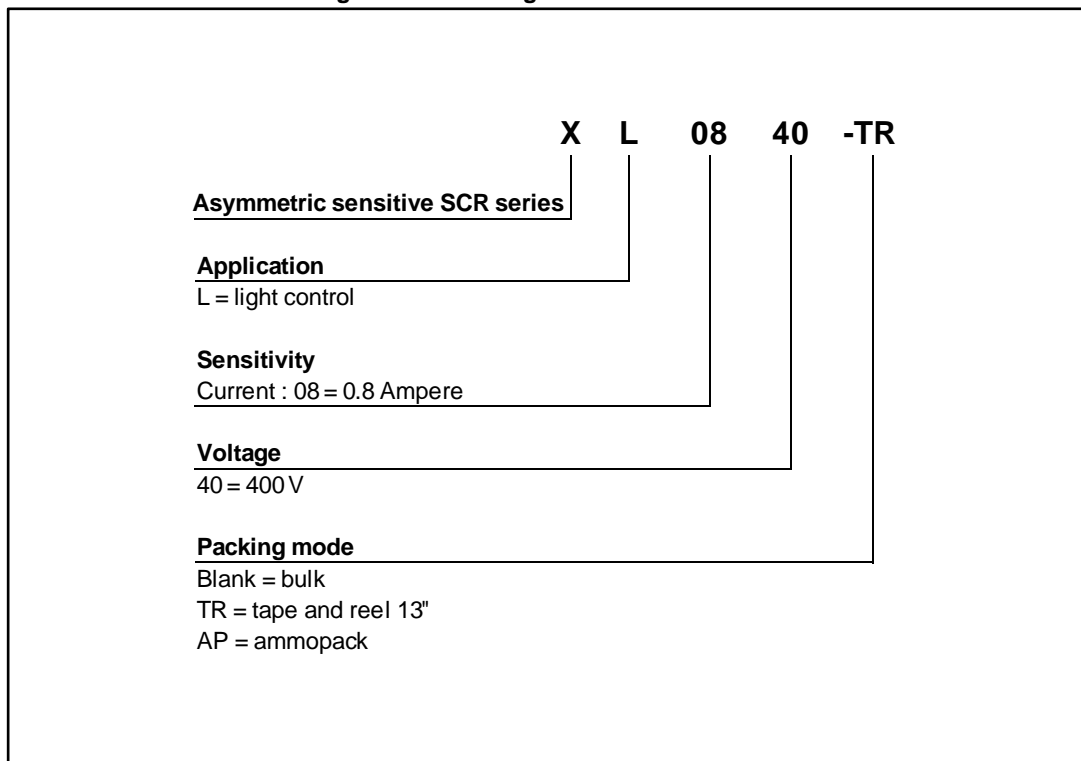 X L 08 40 -TR
Asymmetric sensitive SCR series
Application
L = light control
Sensitivity
Current : 08 = 0.8 Ampere
Voltage
40 = 400 V
Packing mode
Blank = bulk
TR = tape and reel 13"
AP = ammopack